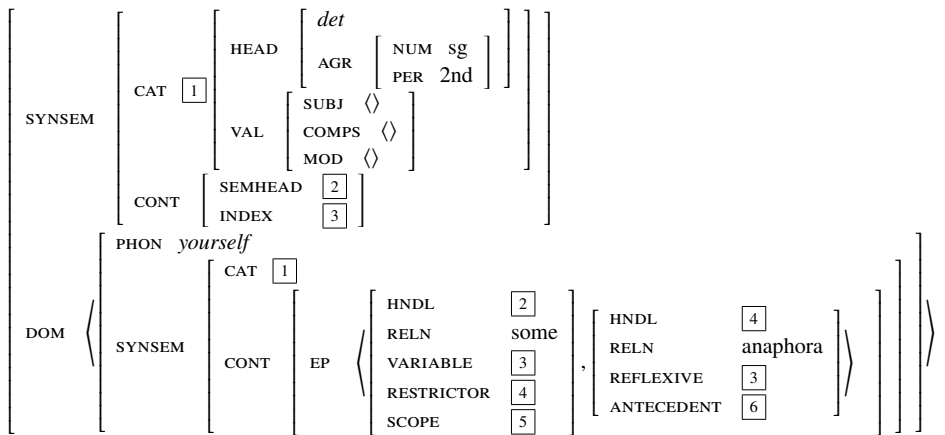 det
HEAD
AGR NUM sg
PER 2nd
CAT 1
SYNSEM
SUBJ ⟨⟩
VAL COMPS ⟨⟩
MOD ⟨⟩
CONT SEMHEAD 2
INDEX 3
PHON yourself
CAT 1
DOM ⟨ SYNSEM CONT EP ⟨ HNDL 2
RELN some
VARIABLE 3
RESTRICTOR 4
SCOPE 5
, HNDL 4
RELN anaphora
REFLEXIVE 3
ANTECEDENT 6 ⟩ ⟩